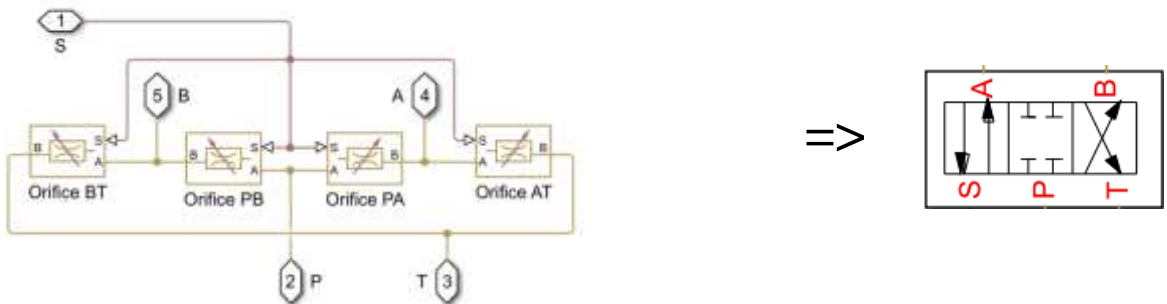 1
S
5 B
A 4
B S A
B S A
S A B
S A B
Orifice BT
Orifice PB
Orifice PA
Orifice AT
2 P
T 3
=>
A B
S P T